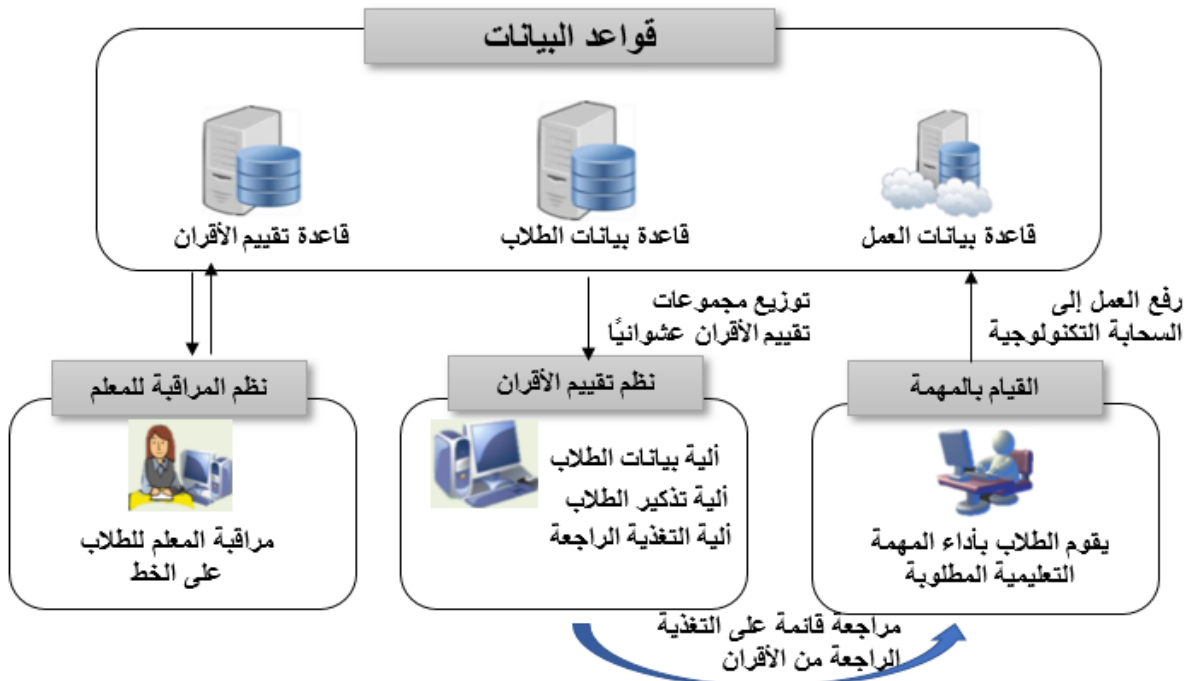 قواعد البيانات
قاعدة بيانات العمل
قاعدة بيانات الطلاب
قاعدة تقييم الأقران
رفع العمل إلى
السحابة التكنولوجية
توزيع مجموعات
تقييم الأقران عشوائيًا
القيام بالمهمة
يقوم الطلاب بأداء المهمة
التعليمية المطلوبة
نظم تقييم الأقران
ألية بيانات الطلاب
ألية تذكير الطلاب
ألية التغذية الراجعة
نظم المراقبة للمعلم
مراقبة المعلم للطلاب
على الخط
مراجعة قائمة على التغذية
الراجعة من الأقران